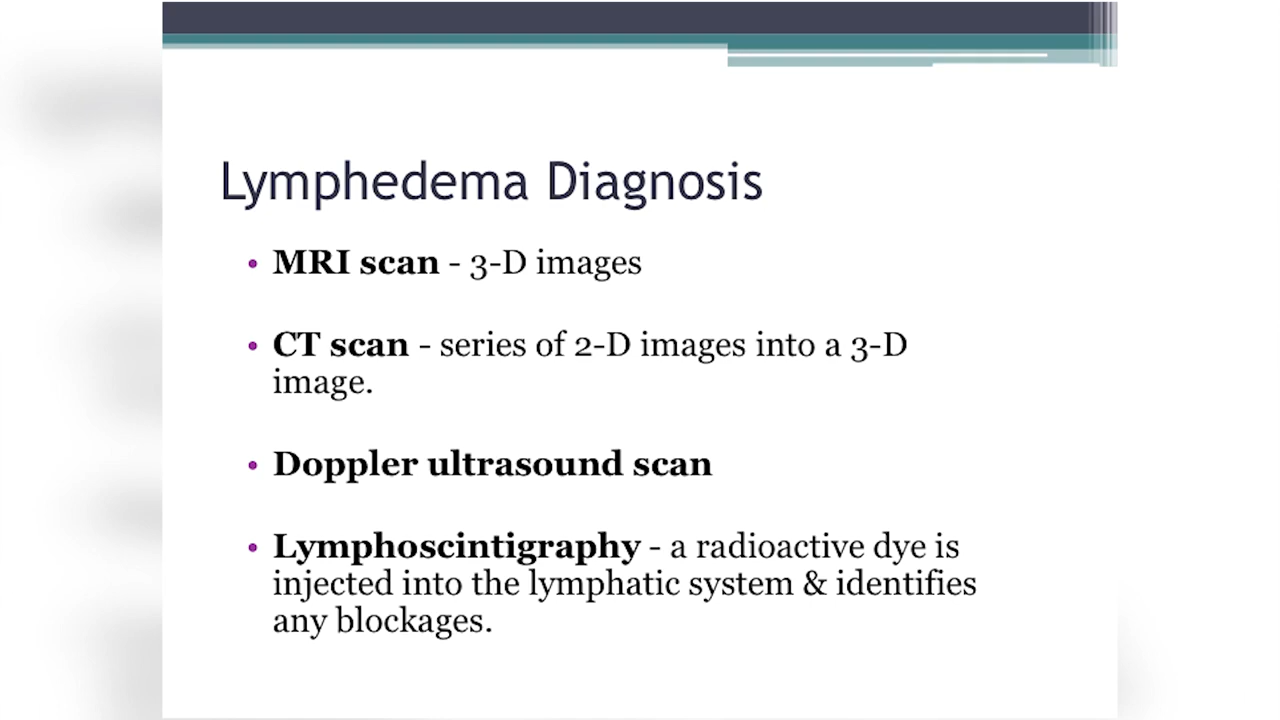 Lymphedema Diagnosis
• MRI scan - 3-D images
• CT scan - series of 2-D images into a 3-D
image.
• Doppler ultrasound scan
• Lymphoscintigraphy - a radioactive dye is
injected into the lymphatic system & identifies
any blockages.